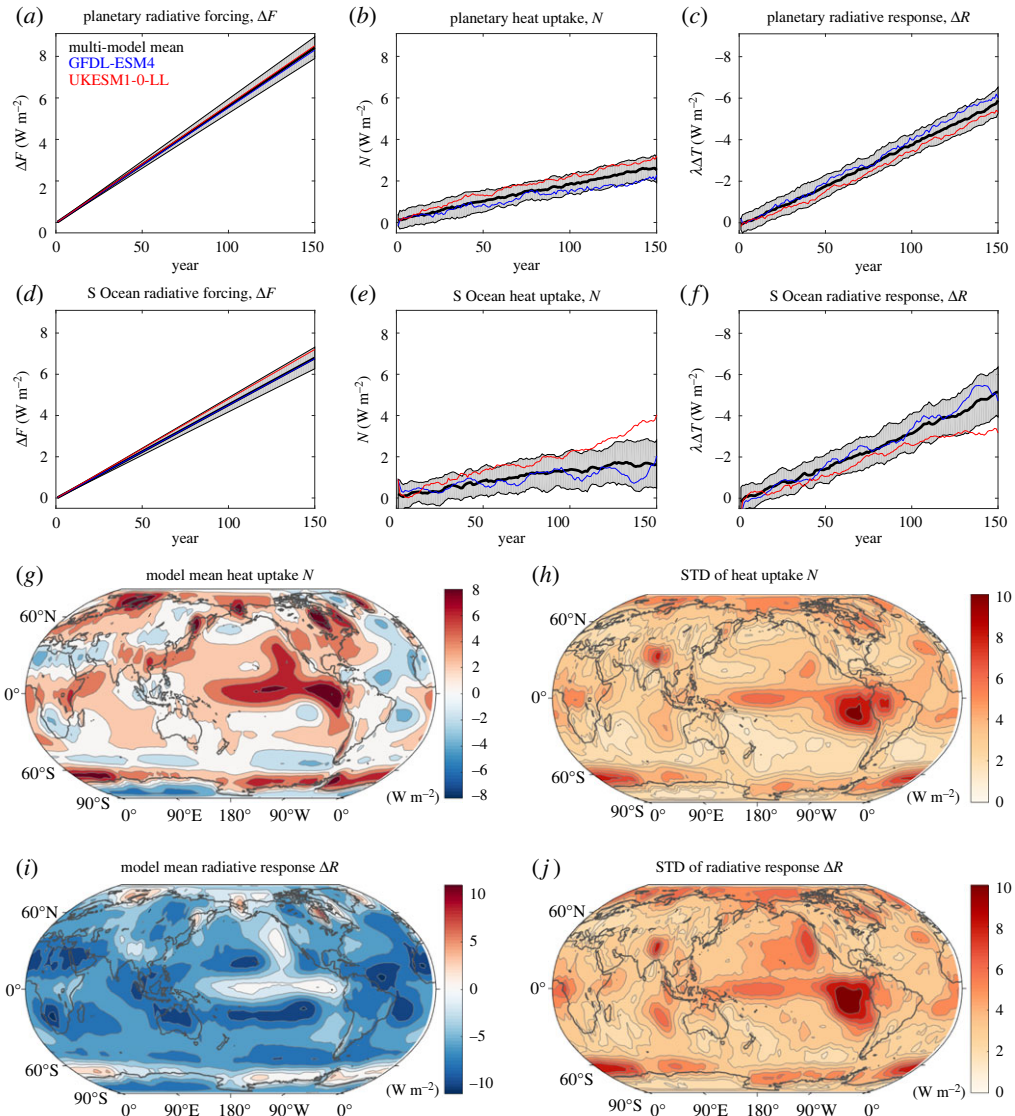 (a) planetary radiative forcing, ΔF
multi-model mean
GFDL-ESM4
UKESM1-0-LL
8
6
4
2
0
ΔF (W m−2)
0 50 100 150
year
(b) planetary heat uptake, N
8
6
4
2
0
N (W m−2)
0 50 100 150
year
(c) planetary radiative response, ΔR
−8
−6
−4
−2
0
λΔT (W m−2)
0 50 100 150
year
(d) S Ocean radiative forcing, ΔF
8
6
4
2
0
ΔF (W m−2)
0 50 100 150
year
(e) S Ocean heat uptake, N
8
6
4
2
0
N (W m−2)
0 50 100 150
year
(f) S Ocean radiative response, ΔR
−8
−6
−4
−2
0
λΔT (W m−2)
0 50 100 150
year
(g) model mean heat uptake N
60°N
0°
60°S
90°S
0° 90°E 180° 90°W 0°
8
6
4
2
0
−2
−4
−6
−8
(W m−2)
(h) STD of heat uptake N
60°N
0°
60°S
90°S
0° 90°E 180° 90°W 0°
10
8
6
4
2
0
(W m−2)
(i) model mean radiative response ΔR
60°N
0°
60°S
90°S
0° 90°E 180° 90°W 0°
10
5
0
−5
−10
(W m−2)
(j) STD of radiative response ΔR
60°N
0°
60°S
90°S
0° 90°E 180° 90°W 0°
10
8
6
4
2
0
(W m−2)